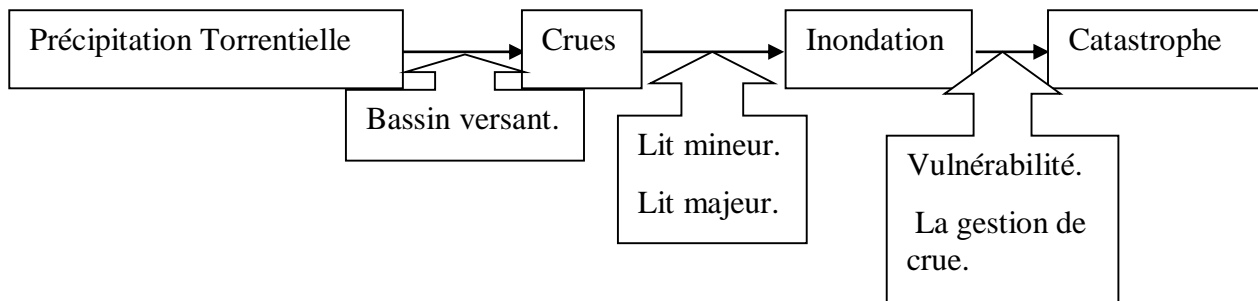 Précipitation Torrentielle
Crues
Inondation
Catastrophe
Bassin versant.
Lit mineur.
Lit majeur.
Vulnérabilité.
La gestion de
crue.